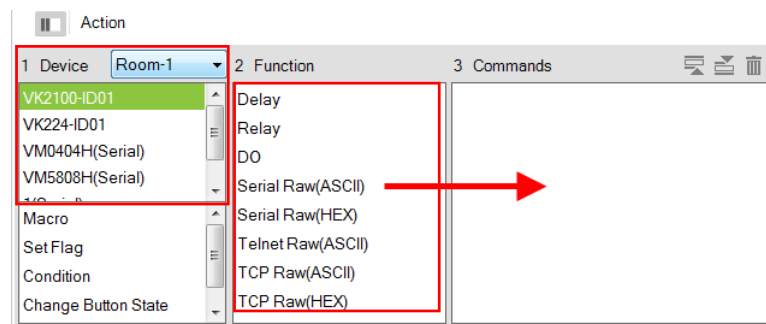 Action
1 Device Room-1 2 Function 3 Commands
VK2100-ID01
VK224-ID01
VM0404H(Serial)
VM5808H(Serial)
Macro
Set Flag
Condition
Change Button State
Delay
Relay
DO
Serial Raw(ASCII)
Serial Raw(HEX)
Telnet Raw(ASCII)
TCP Raw(ASCII)
TCP Raw(HEX)